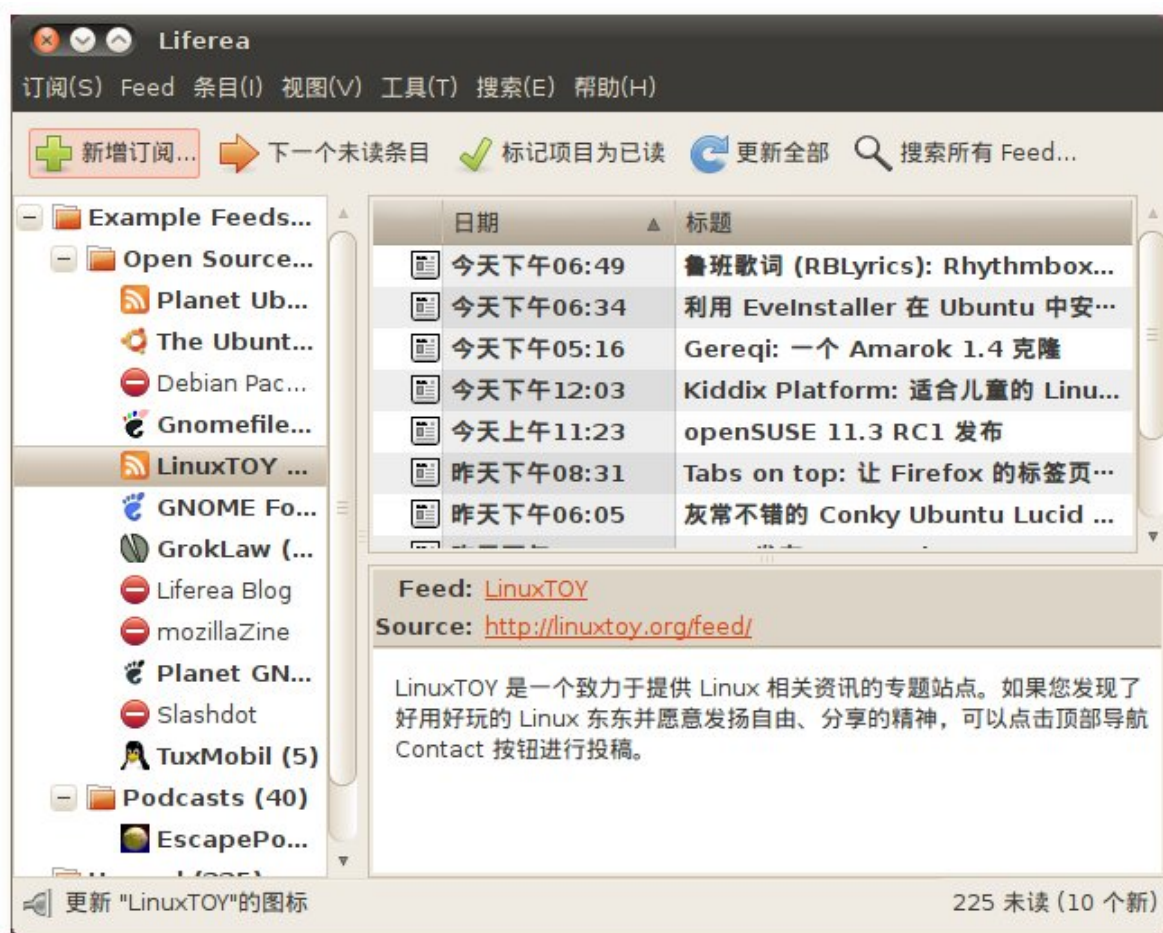 Liferea
订阅(S) Feed 条目(I) 视图(V) 工具(T) 搜索(E) 帮助(H)
新增订阅... 下一个未读条目 标记项目为已读 更新全部 搜索所有 Feed...
Example Feeds...
Open Source...
Planet Ub...
The Ubunt...
Debian Pac...
Gnomefile...
LinuxTOY ...
GNOME Fo...
GrokLaw (...
Liferea Blog
mozillaZine
Planet GN...
Slashdot
TuxMobil (5)
Podcasts (40)
EscapePo...
日期 标题
今天下午06:49 鲁班歌词 (RBLyrics): Rhythmbox...
今天下午06:34 利用 EveInstaller 在 Ubuntu 中安…
今天下午05:16 Gereqi: 一个 Amarok 1.4 克隆
今天下午12:03 Kiddix Platform: 适合儿童的 Linu...
今天上午11:23 openSUSE 11.3 RC1 发布
昨天下午08:31 Tabs on top: 让 Firefox 的标签页…
昨天下午06:05 灰常不错的 Conky Ubuntu Lucid ...
Feed: LinuxTOY
Source: http://linuxtoy.org/feed/
LinuxTOY 是一个致力于提供 Linux 相关资讯的专题站点。如果您发现了
好用好玩的 Linux 东东并愿意发扬自由、分享的精神，可以点击顶部导航
Contact 按钮进行投稿。
更新 "LinuxTOY"的图标 225 未读 (10 个新)